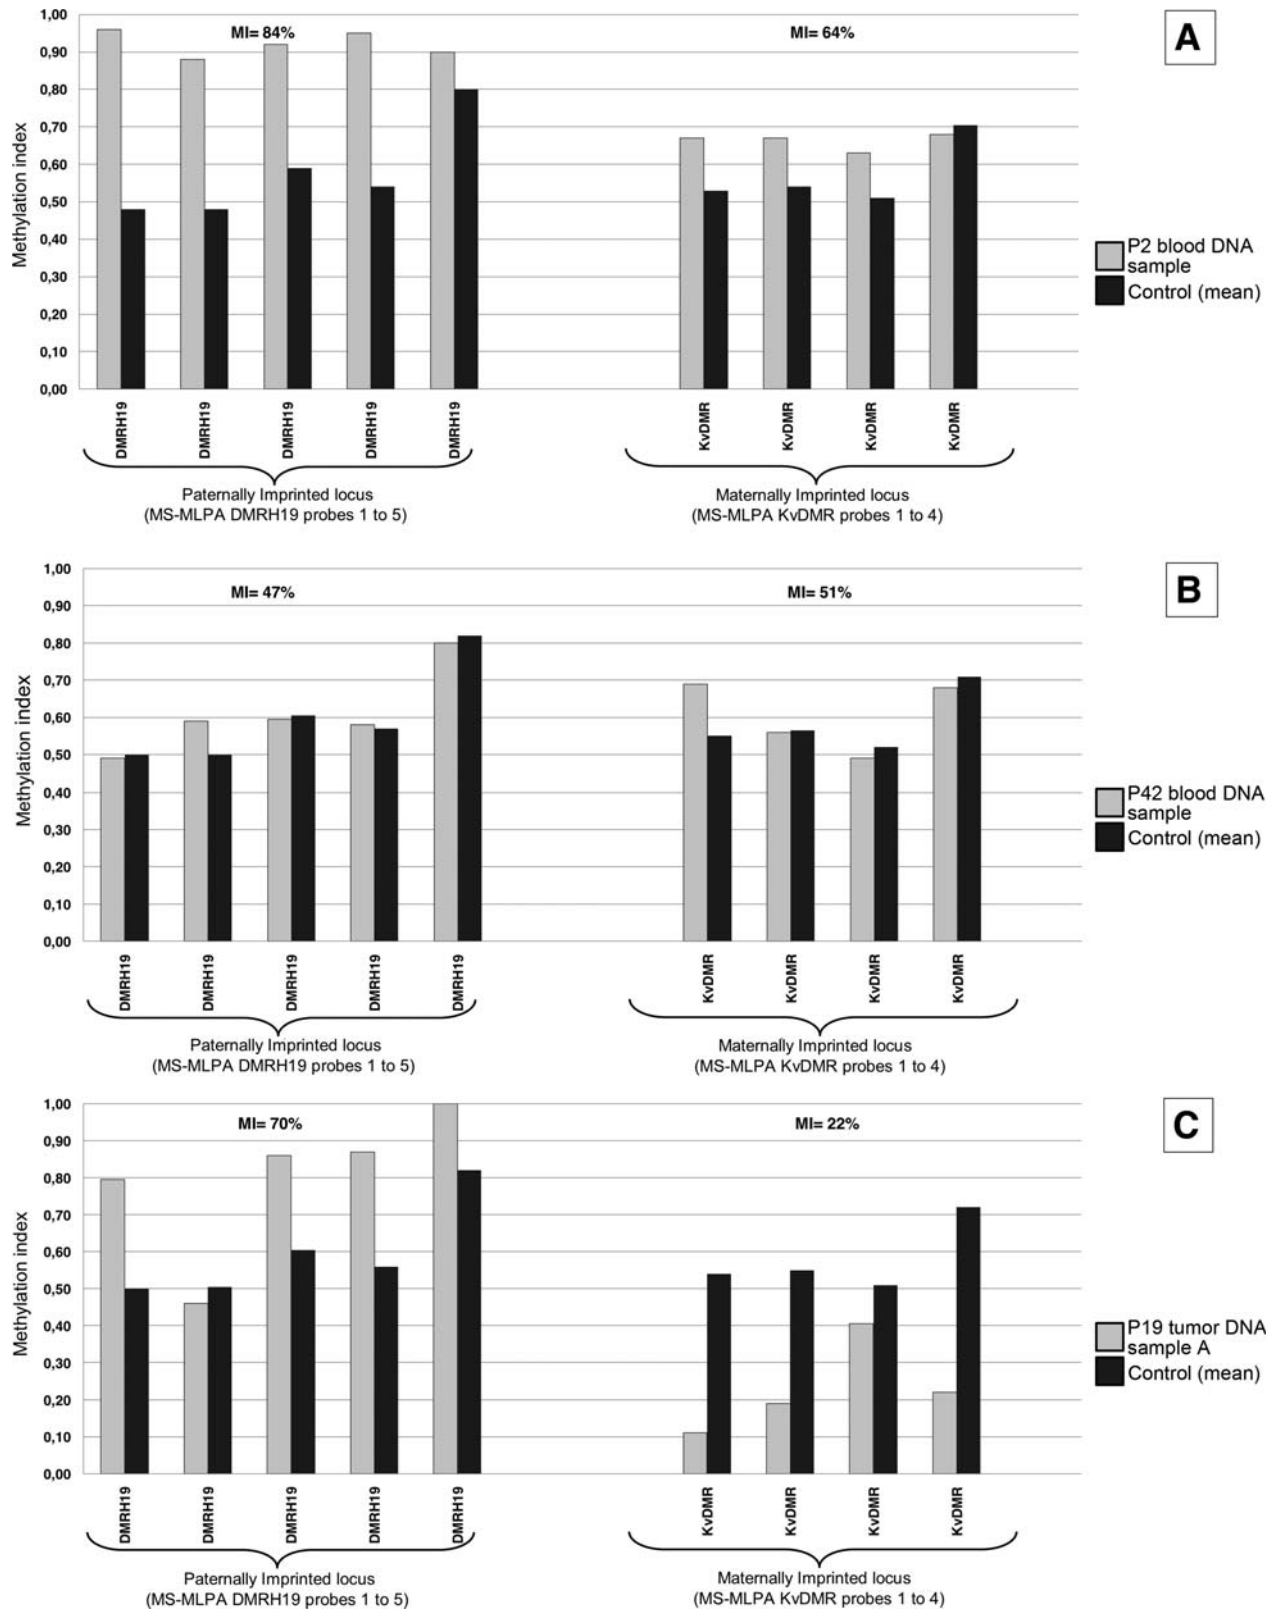 A
Methylation index
1,00
0,90
0,80
0,70
0,60
0,50
0,40
0,30
0,20
0,10
0,00
MI= 84%
MI= 64%
P2 blood DNA
sample
Control (mean)
DMRH19
DMRH19
DMRH19
DMRH19
DMRH19
KvDMR
KvDMR
KvDMR
KvDMR
Paternally Imprinted locus
(MS-MLPA DMRH19 probes 1 to 5)
Maternally Imprinted locus
(MS-MLPA KvDMR probes 1 to 4)
B
Methylation index
1,00
0,90
0,80
0,70
0,60
0,50
0,40
0,30
0,20
0,10
0,00
MI= 47%
MI= 51%
P42 blood DNA
sample
Control (mean)
DMRH19
DMRH19
DMRH19
DMRH19
DMRH19
KvDMR
KvDMR
KvDMR
KvDMR
Paternally Imprinted locus
(MS-MLPA DMRH19 probes 1 to 5)
Maternally Imprinted locus
(MS-MLPA KvDMR probes 1 to 4)
C
Methylation index
1,00
0,90
0,80
0,70
0,60
0,50
0,40
0,30
0,20
0,10
0,00
MI= 70%
MI= 22%
P19 tumor DNA
sample A
Control (mean)
DMRH19
DMRH19
DMRH19
DMRH19
DMRH19
KvDMR
KvDMR
KvDMR
KvDMR
Paternally Imprinted locus
(MS-MLPA DMRH19 probes 1 to 5)
Maternally Imprinted locus
(MS-MLPA KvDMR probes 1 to 4)